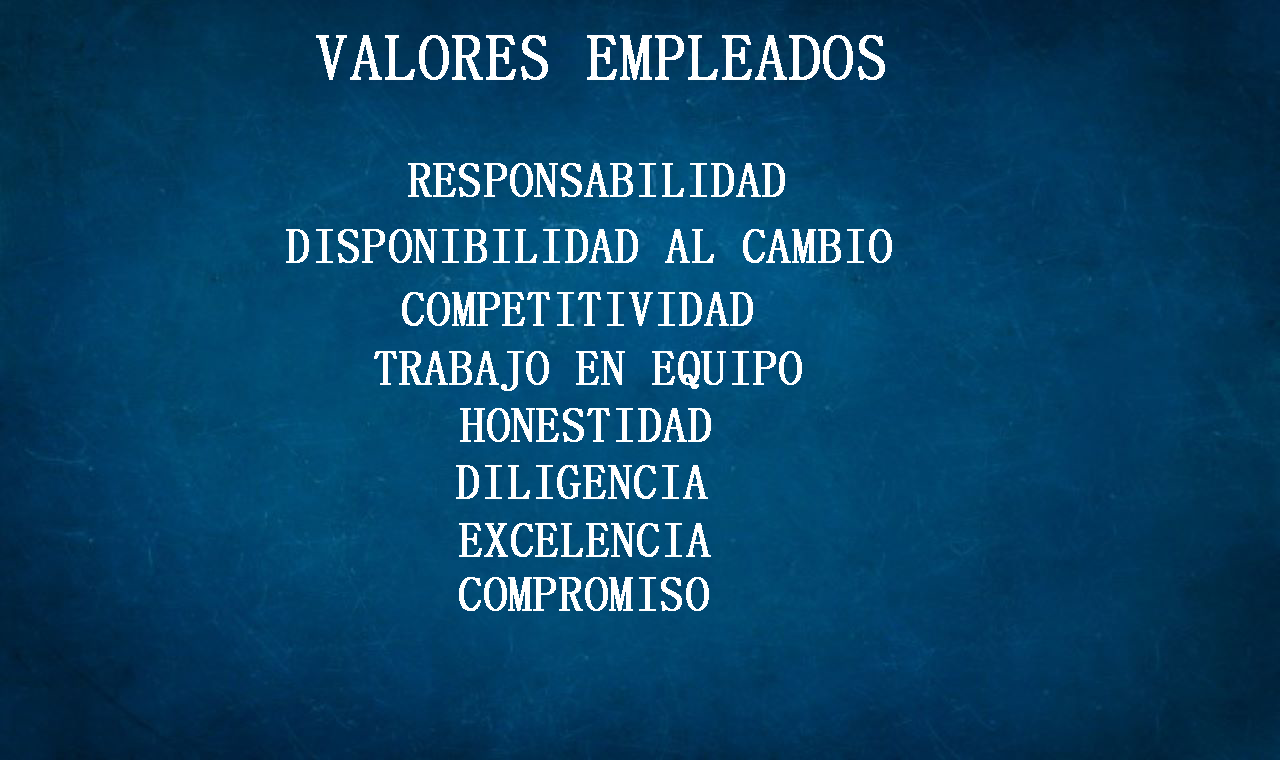 VALORES EMPLEADOS
RESPONSABILIDAD
DISPONIBILIDAD AL CAMBIO
COMPETITIVIDAD
TRABAJO EN EQUIPO
HONESTIDAD
DILIGENCIA
EXCELENCIA
COMPROMISO